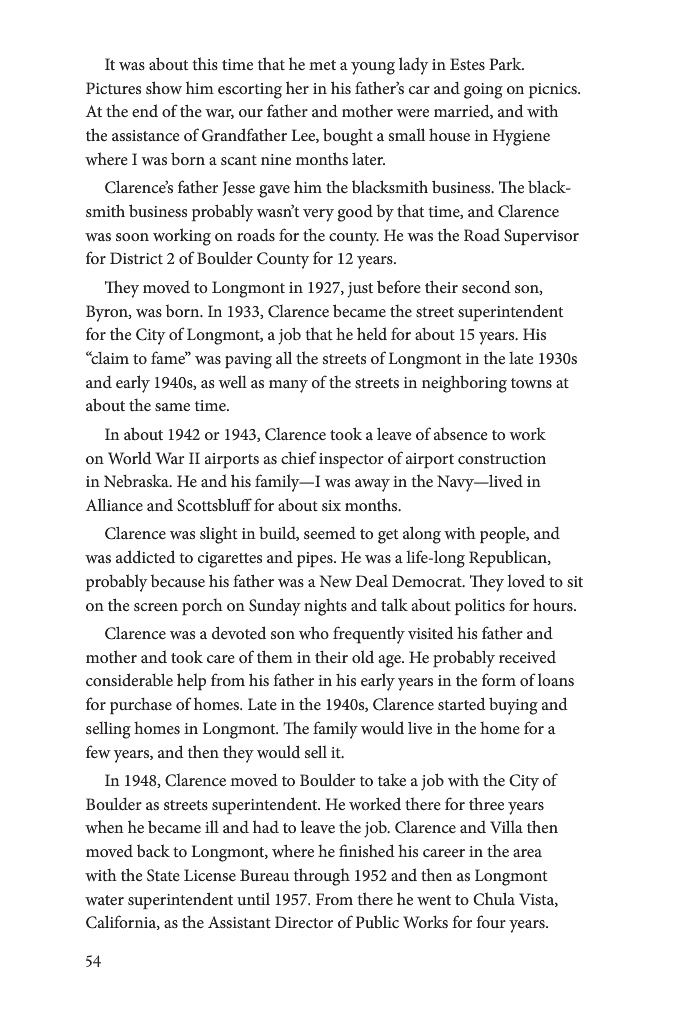 It was about this time that he met a young lady in Estes Park.
Pictures show him escorting her in his father’s car and going on picnics.
At the end of the war, our father and mother were married, and with
the assistance of Grandfather Lee, bought a small house in Hygiene
where I was born a scant nine months later.
Clarence’s father Jesse gave him the blacksmith business. The black-
smith business probably wasn’t very good by that time, and Clarence
was soon working on roads for the county. He was the Road Supervisor
for District 2 of Boulder County for 12 years.
They moved to Longmont in 1927, just before their second son,
Byron, was born. In 1933, Clarence became the street superintendent
for the City of Longmont, a job that he held for about 15 years. His
“claim to fame” was paving all the streets of Longmont in the late 1930s
and early 1940s, as well as many of the streets in neighboring towns at
about the same time.
In about 1942 or 1943, Clarence took a leave of absence to work
on World War II airports as chief inspector of airport construction
in Nebraska. He and his family—I was away in the Navy—lived in
Alliance and Scottsbluff for about six months.
Clarence was slight in build, seemed to get along with people, and
was addicted to cigarettes and pipes. He was a life-long Republican,
probably because his father was a New Deal Democrat. They loved to sit
on the screen porch on Sunday nights and talk about politics for hours.
Clarence was a devoted son who frequently visited his father and
mother and took care of them in their old age. He probably received
considerable help from his father in his early years in the form of loans
for purchase of homes. Late in the 1940s, Clarence started buying and
selling homes in Longmont. The family would live in the home for a
few years, and then they would sell it.
In 1948, Clarence moved to Boulder to take a job with the City of
Boulder as streets superintendent. He worked there for three years
when he became ill and had to leave the job. Clarence and Villa then
moved back to Longmont, where he finished his career in the area
with the State License Bureau through 1952 and then as Longmont
water superintendent until 1957. From there he went to Chula Vista,
California, as the Assistant Director of Public Works for four years.
54